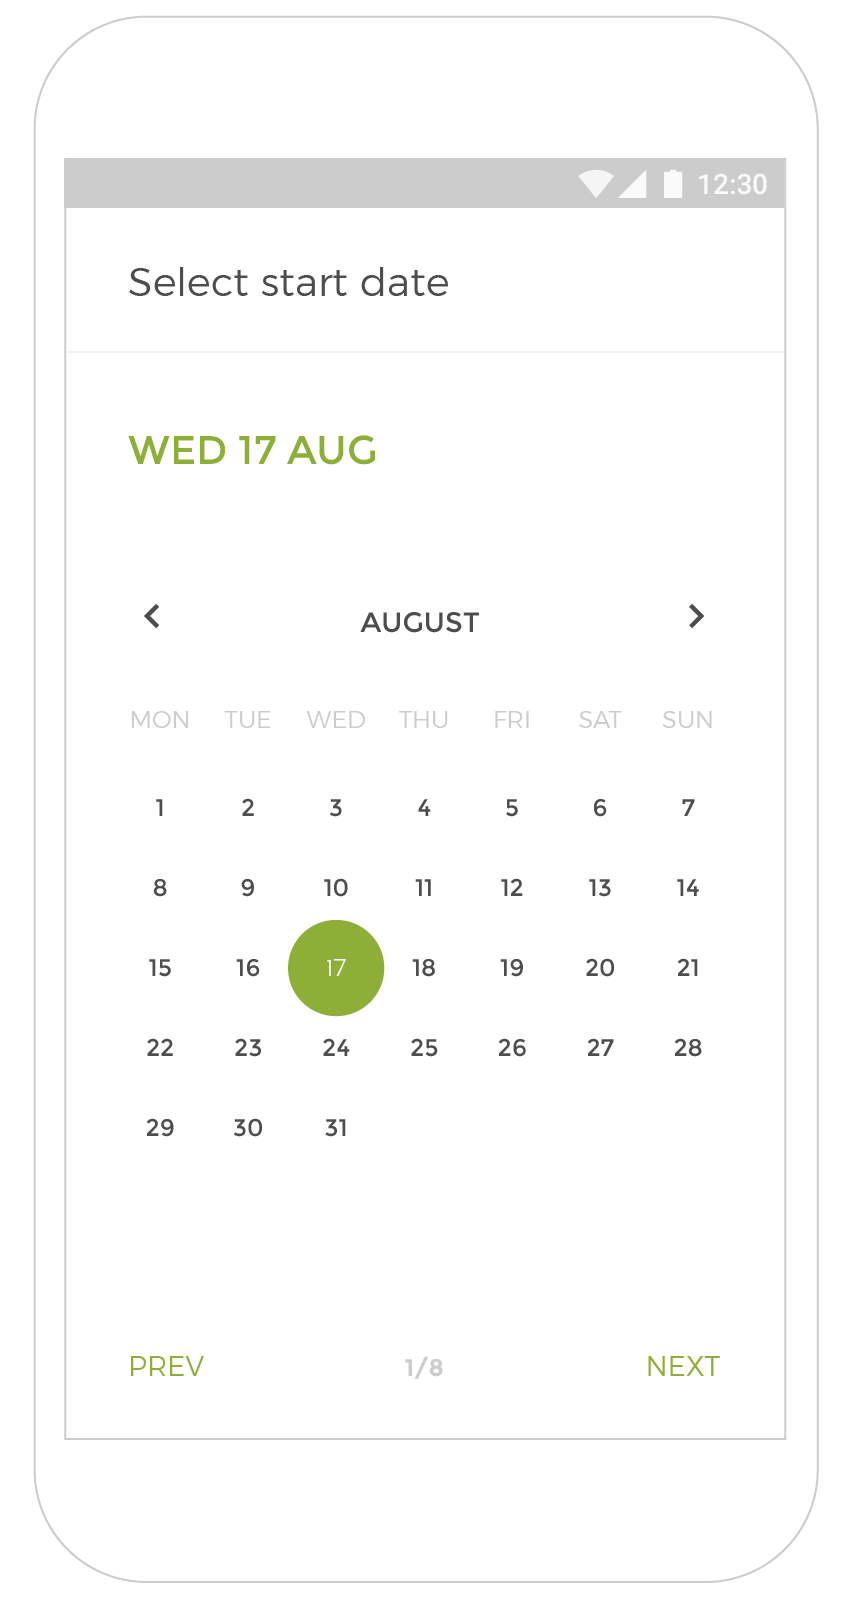 12:30
Select start date
WED 17 AUG
AUGUST
MON TUE WED THU FRI SAT SUN
1 2 3 4 5 6 7
8 9 10 11 12 13 14
15 16 17 18 19 20 21
22 23 24 25 26 27 28
29 30 31
PREV 1/8 NEXT